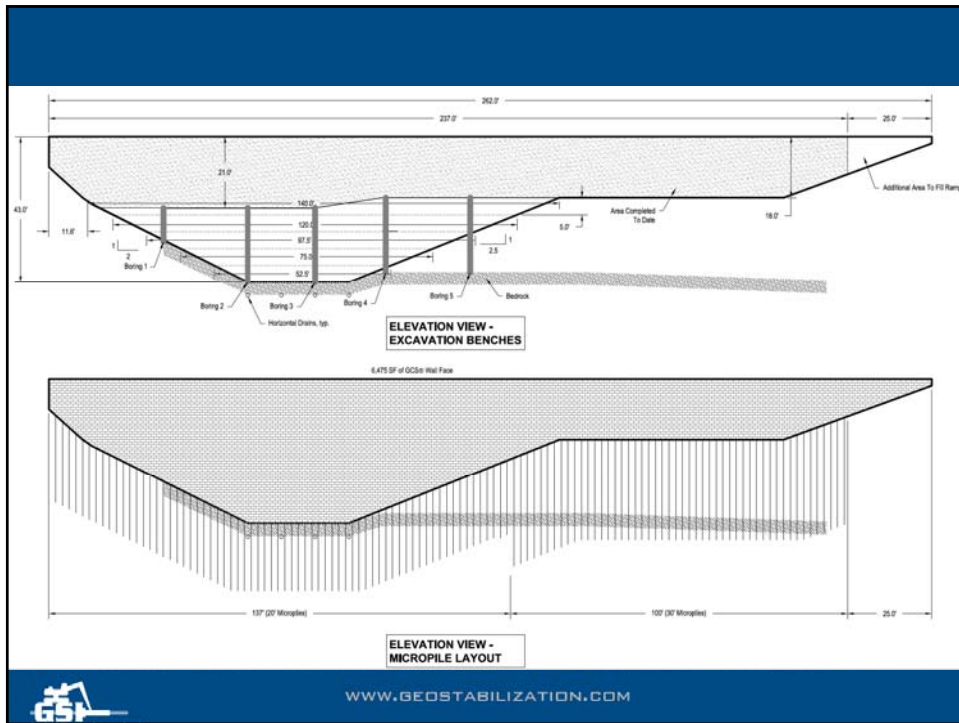 262.0'
237.0'
25.0'
21.0'
43.0'
11.6'
140.0'
120.0'
97.5'
75.0'
52.5'
1
2
1
2.5
5.0'
18.0'
Additional Area To Fill Ramp
Area Completed
To Date
Boring 1
Boring 2
Boring 3
Boring 4
Boring 5
Bedrock
Horizontal Drains, typ.
ELEVATION VIEW -
EXCAVATION BENCHES
6,475 SF of GCS® Wall Face
137' (20' Micropiles)
100' (30' Micropiles)
25.0'
ELEVATION VIEW -
MICROPILE LAYOUT
GSI
WWW.GEOSTABILIZATION.COM